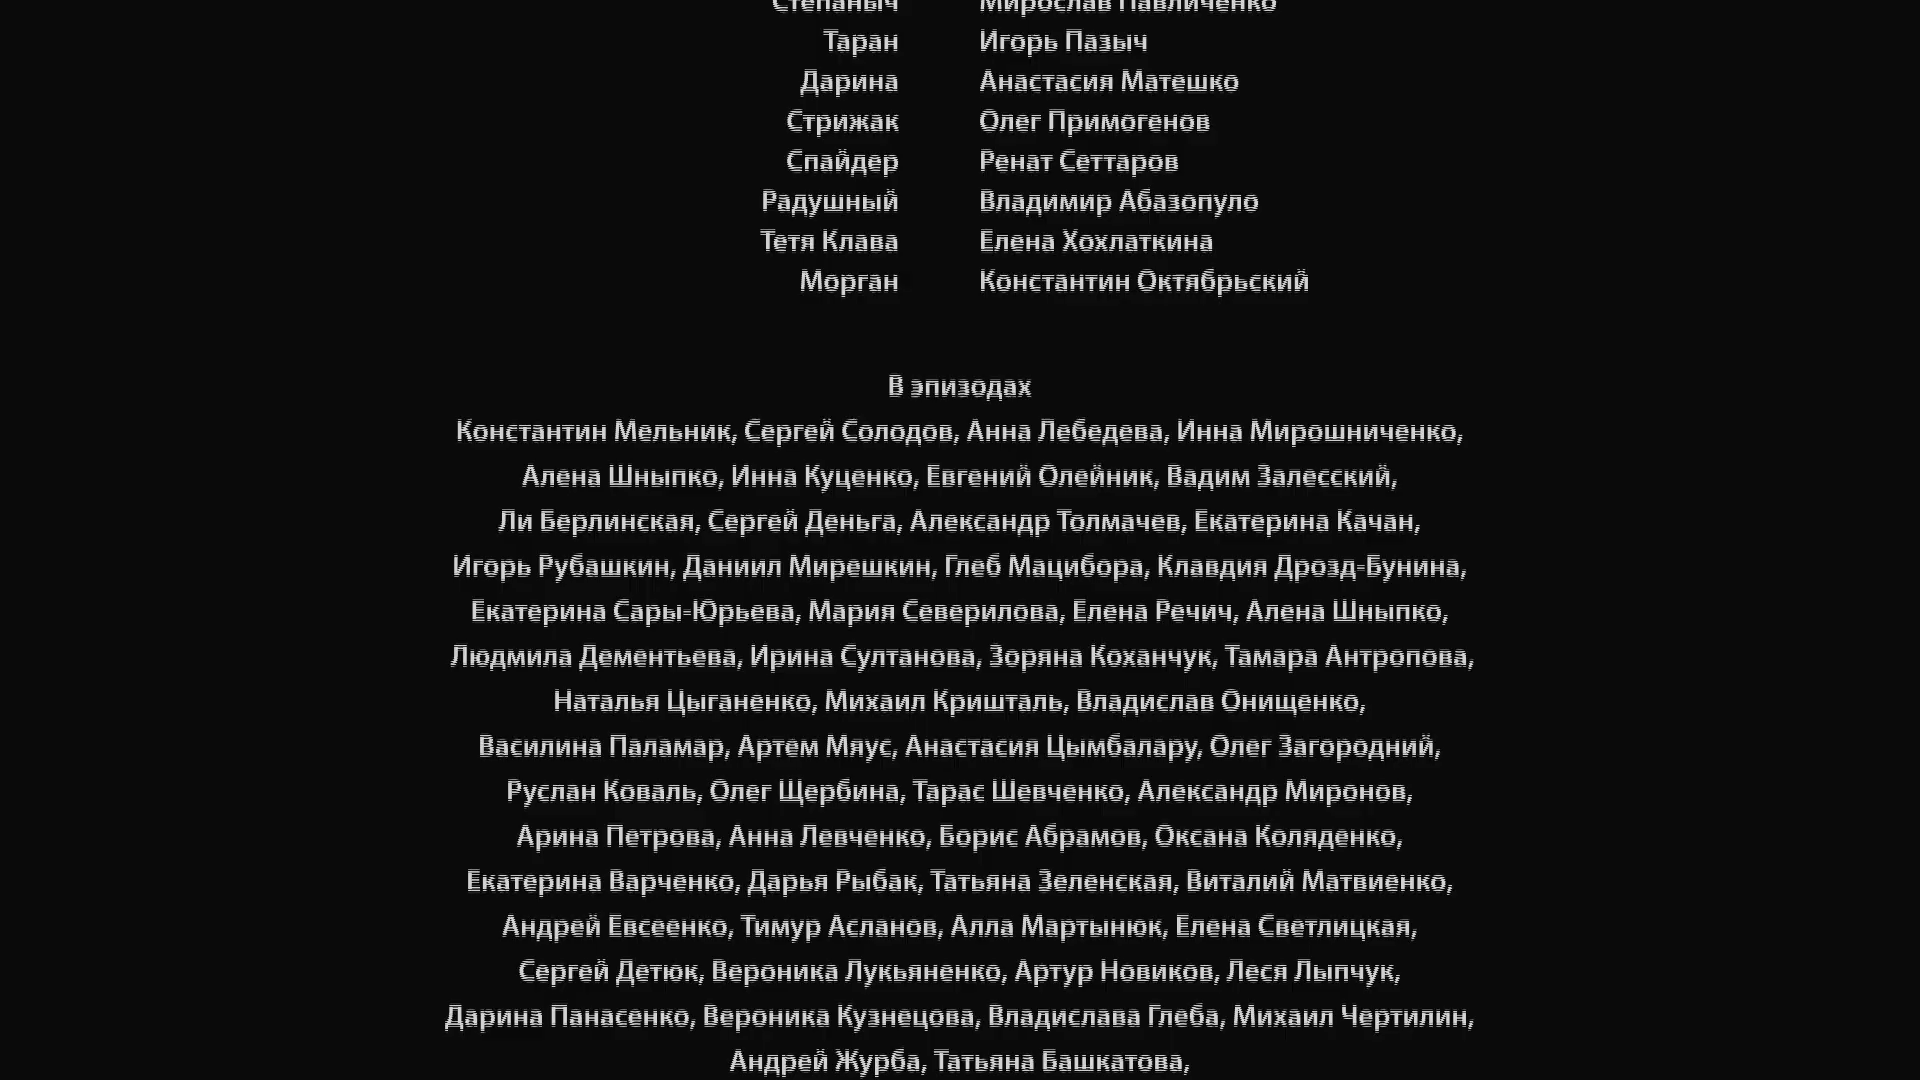 Степаныч Мирослав Павличенко
Таран Игорь Пазыч
Дарина Анастасия Матешко
Стрижак Олег Примогенов
Спайдер Ренат Сеттаров
Радушный Владимир Абазопуло
Тетя Клава Елена Хохлаткина
Морган Константин Октябрьский
В эпизодах
Константин Мельник, Сергей Солодов, Анна Лебедева, Инна Мирошниченко,
Алена Шныпко, Инна Куценко, Евгений Олейник, Вадим Залесский,
Ли Берлинская, Сергей Деньга, Александр Толмачев, Екатерина Качан,
Игорь Рубашкин, Даниил Мирешкин, Глеб Мацибора, Клавдия Дрозд-Бунина,
Екатерина Сары-Юрьева, Мария Северилова, Елена Речич, Алена Шныпко,
Людмила Дементьева, Ирина Султанова, Зоряна Коханчук, Тамара Антропова,
Наталья Цыганенко, Михаил Кришталь, Владислав Онищенко,
Василина Паламар, Артем Мяус, Анастасия Цымбалару, Олег Загородний,
Руслан Коваль, Олег Щербина, Тарас Шевченко, Александр Миронов,
Арина Петрова, Анна Левченко, Борис Абрамов, Оксана Коляденко,
Екатерина Варченко, Дарья Рыбак, Татьяна Зеленская, Виталий Матвиенко,
Андрей Евсеенко, Тимур Асланов, Алла Мартынюк, Елена Светлицкая,
Сергей Детюк, Вероника Лукьяненко, Артур Новиков, Леся Лыпчук,
Дарина Панасенко, Вероника Кузнецова, Владислава Глеба, Михаил Чертилин,
Андрей Журба, Татьяна Башкатова,